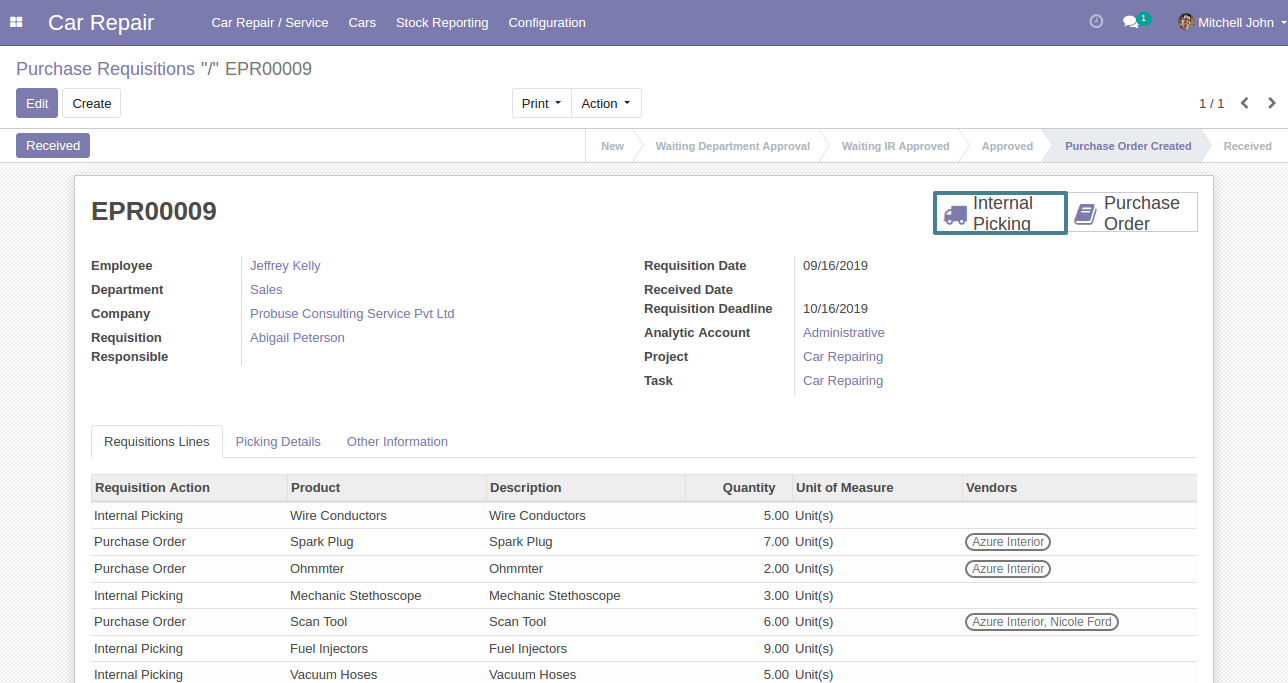 Car Repair
Car Repair / Service Cars Stock Reporting Configuration
1 Mitchell John
Purchase Requisitions "/" EPR00009
Edit Create Print Action 1 / 1
Received New Waiting Department Approval Waiting IR Approved Approved Purchase Order Created Received
EPR00009
Internal Picking
Purchase Order
Employee Jeffrey Kelly
Department Sales
Company Probuse Consulting Service Pvt Ltd
Requisition Responsible Abigail Peterson
Requisition Date 09/16/2019
Received Date
Requisition Deadline 10/16/2019
Analytic Account Administrative
Project Car Repairing
Task Car Repairing
Requisitions Lines Picking Details Other Information
Requisition Action Product Description Quantity Unit of Measure Vendors
Internal Picking Wire Conductors Wire Conductors 5.00 Unit(s)
Purchase Order Spark Plug Spark Plug 7.00 Unit(s) Azure Interior
Purchase Order Ohmmter Ohmmter 2.00 Unit(s) Azure Interior
Internal Picking Mechanic Stethoscope Mechanic Stethoscope 3.00 Unit(s)
Purchase Order Scan Tool Scan Tool 6.00 Unit(s) Azure Interior, Nicole Ford
Internal Picking Fuel Injectors Fuel Injectors 9.00 Unit(s)
Internal Picking Vacuum Hoses Vacuum Hoses 5.00 Unit(s)